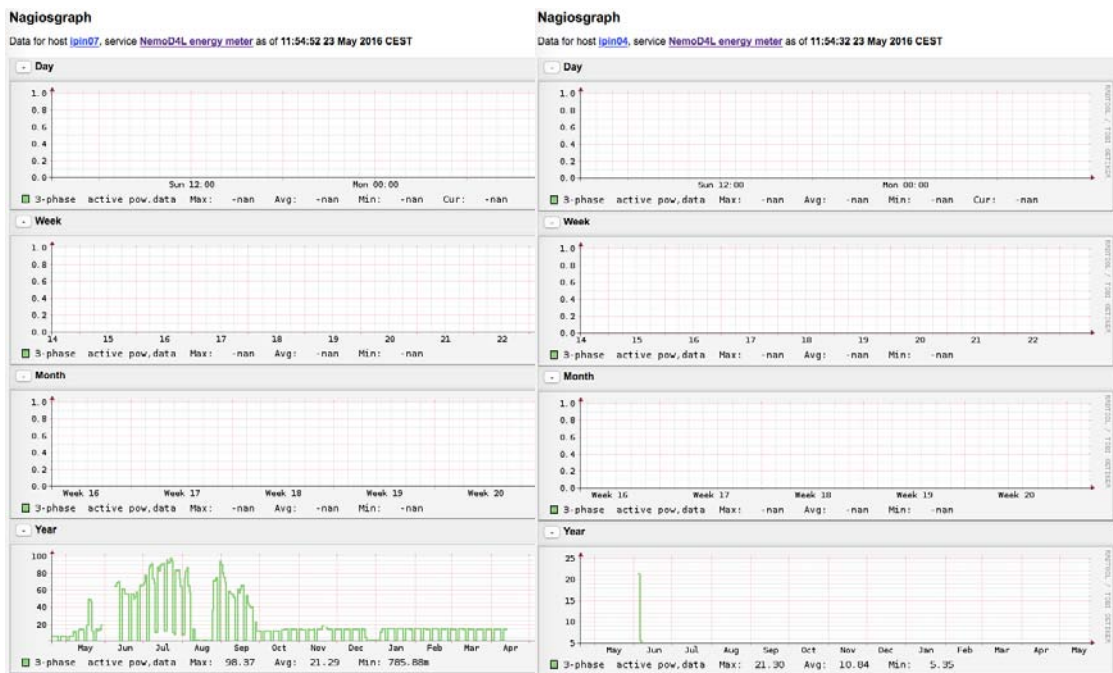 Nagiosgraph
Data for host ipin07, service NemoD4L energy meter as of 11:54:52 23 May 2016 CEST
- Day
1.0
0.8
0.6
0.4
0.2
0.0
Sun 12:00 Mon 00:00
3-phase active pow,data Max: -nan Avg: -nan Min: -nan Cur: -nan
- Week
1.0
0.8
0.6
0.4
0.2
0.0
14 15 16 17 18 19 20 21 22
3-phase active pow,data Max: -nan Avg: -nan Min: -nan
- Month
1.0
0.8
0.6
0.4
0.2
0.0
Week 16 Week 17 Week 18 Week 19 Week 20
3-phase active pow,data Max: -nan Avg: -nan Min: -nan
- Year
100
80
60
40
20
May Jun Jul Aug Sep Oct Nov Dec Jan Feb Mar Apr
3-phase active pow,data Max: 98.37 Avg: 21.29 Min: 785.88m
Nagiosgraph
Data for host ipin04, service NemoD4L energy meter as of 11:54:32 23 May 2016 CEST
- Day
1.0
0.8
0.6
0.4
0.2
0.0
Sun 12:00 Mon 00:00
3-phase active pow,data Max: -nan Avg: -nan Min: -nan Cur: -nan
RRDTOOL / TOBI OETIKER
- Week
1.0
0.8
0.6
0.4
0.2
0.0
14 15 16 17 18 19 20 21 22
3-phase active pow,data Max: -nan Avg: -nan Min: -nan
RRDTOOL / TOBI OETIKER
- Month
1.0
0.8
0.6
0.4
0.2
0.0
Week 16 Week 17 Week 18 Week 19 Week 20
3-phase active pow,data Max: -nan Avg: -nan Min: -nan
RRDTOOL / TOBI OETIKER
- Year
25
20
15
10
5
May Jun Jul Aug Sep Oct Nov Dec Jan Feb Mar Apr May
3-phase active pow,data Max: 21.30 Avg: 10.84 Min: 5.35
RRDTOOL / TOBI OETIKER